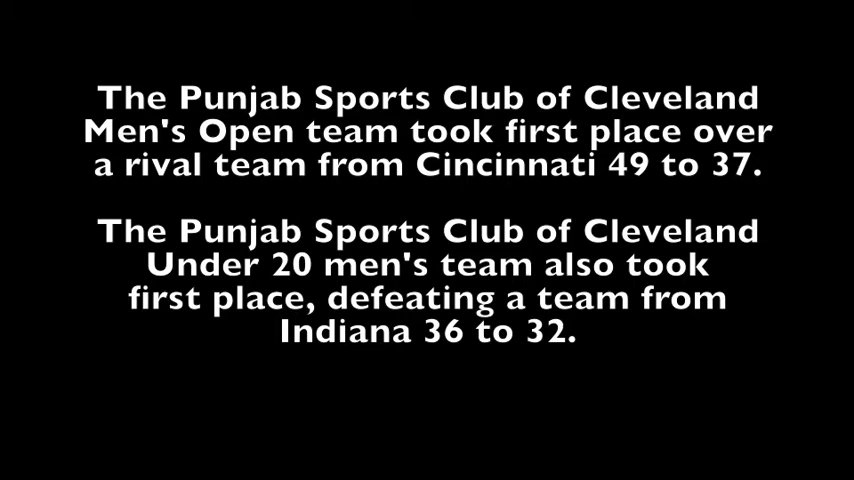 The Punjab Sports Club of Cleveland
Men's Open team took first place over
a rival team from Cincinnati 49 to 37.
The Punjab Sports Club of Cleveland
Under 20 men's team also took
first place, defeating a team from
Indiana 36 to 32.